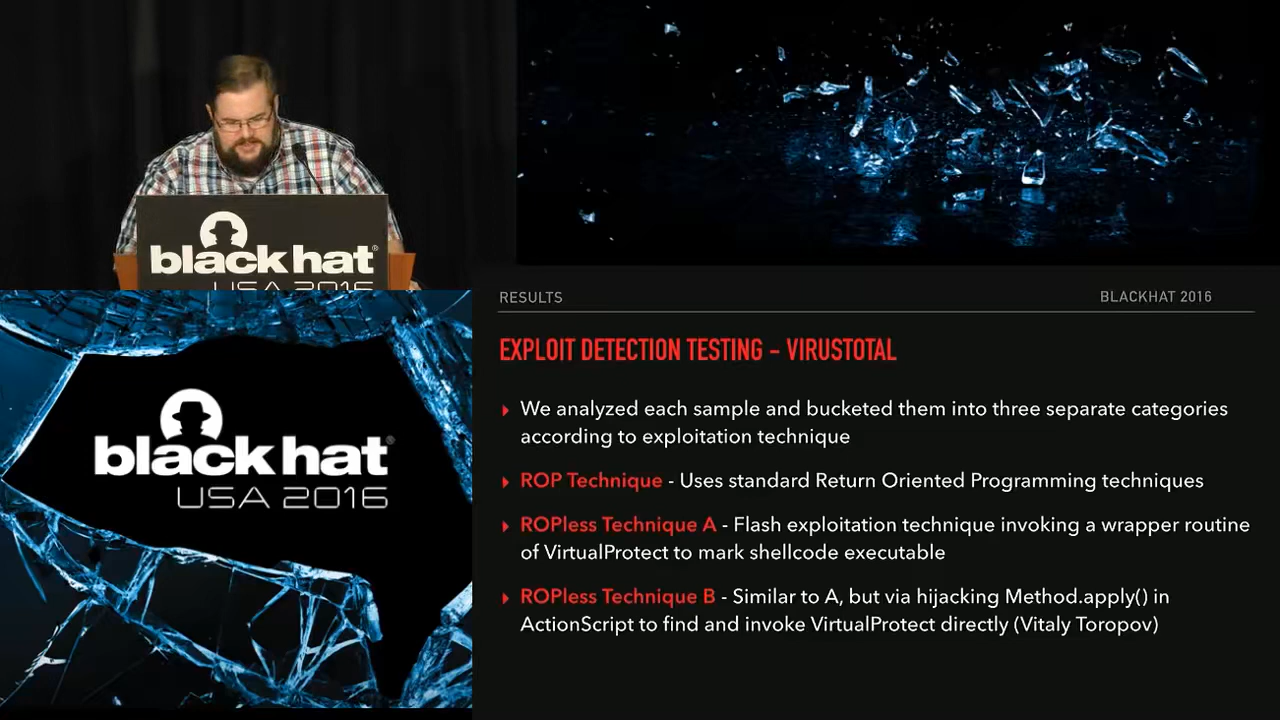 black hat®
USA 2016
black hat®
USA 2016
RESULTS
BLACKHAT 2016
EXPLOIT DETECTION TESTING – VIRUSTOTAL
We analyzed each sample and bucketed them into three separate categories
according to exploitation technique
ROP Technique - Uses standard Return Oriented Programming techniques
ROPless Technique A - Flash exploitation technique invoking a wrapper routine
of VirtualProtect to mark shellcode executable
ROPless Technique B - Similar to A, but via hijacking Method.apply() in
ActionScript to find and invoke VirtualProtect directly (Vitaly Toropov)